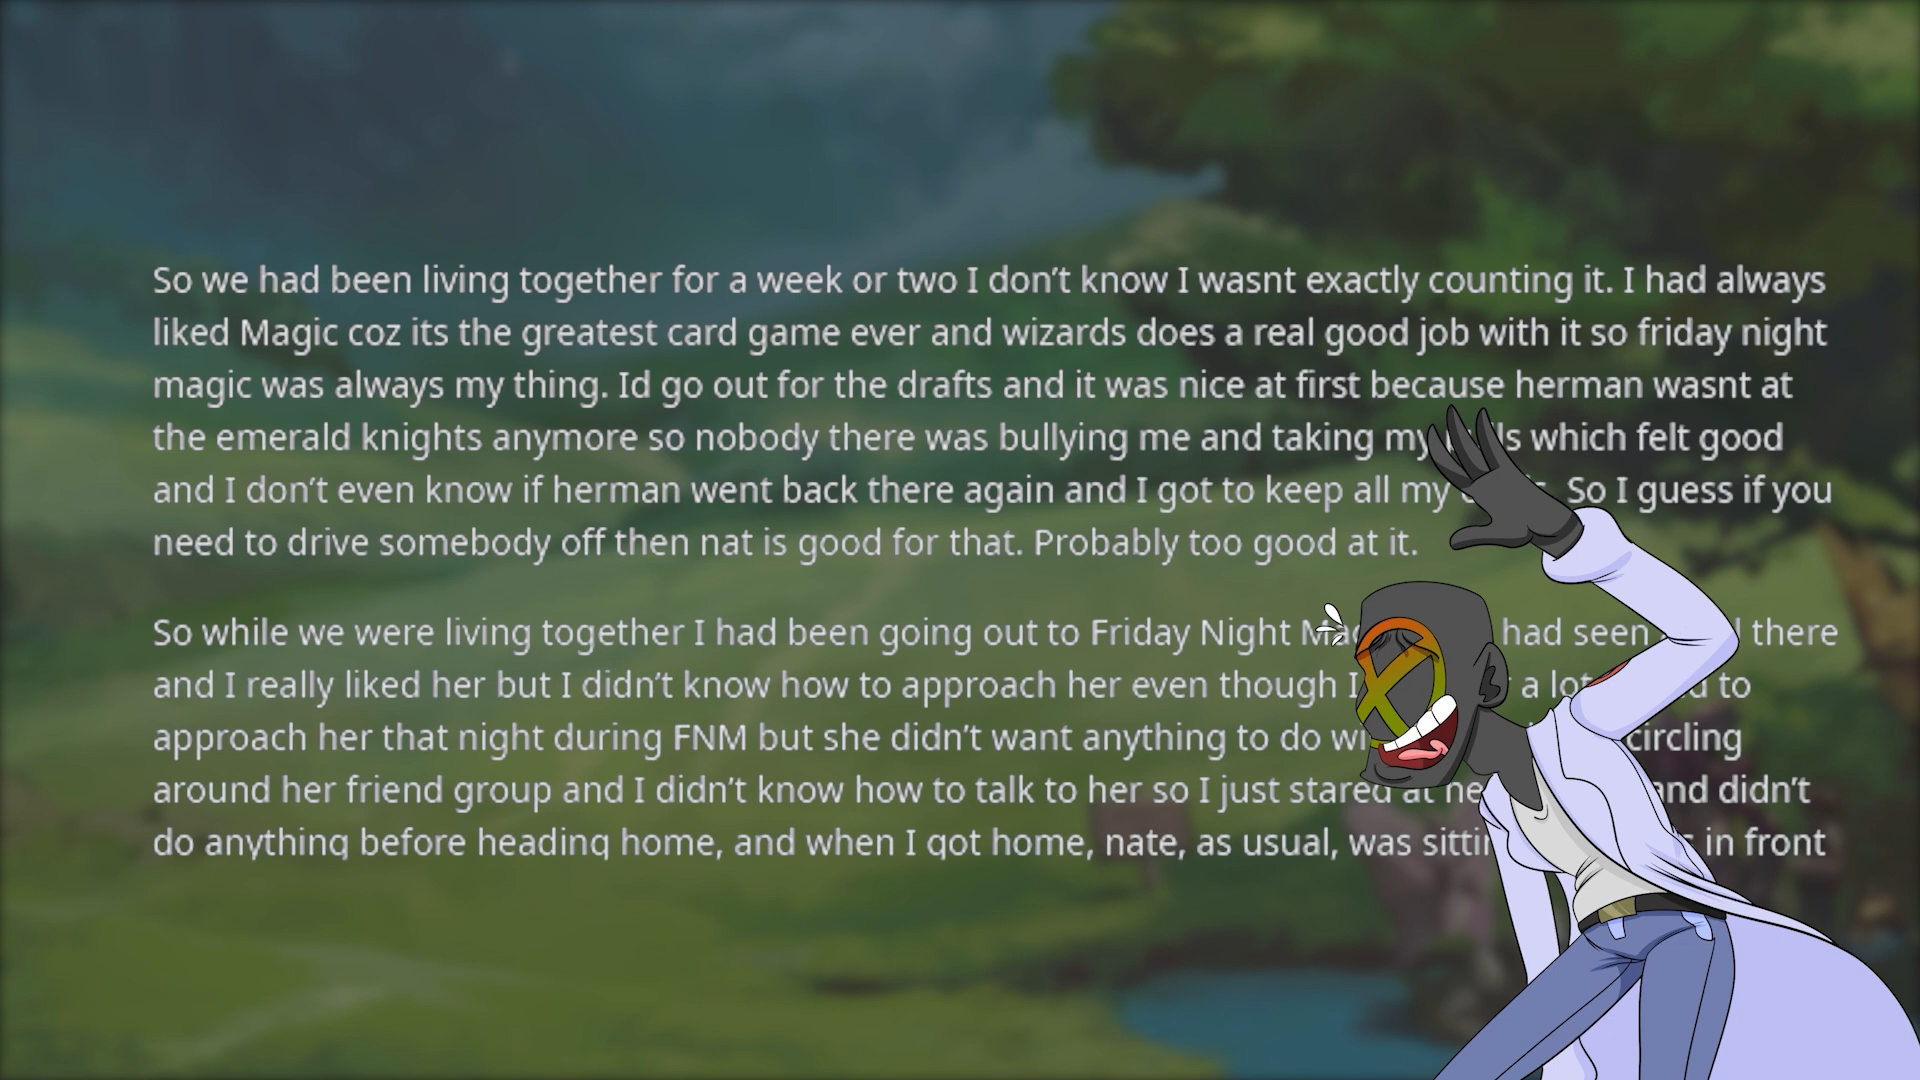 So we had been living together for a week or two I don’t know I wasnt exactly counting it. I had always
liked Magic coz its the greatest card game ever and wizards does a real good job with it so friday night
magic was always my thing. Id go out for the drafts and it was nice at first because herman wasnt at
the emerald knights anymore so nobody there was bullying me and taking my which felt good
and I don’t even know if herman went back there again and I got to keep all my So I guess if you
need to drive somebody off then nat is good for that. Probably too good at it.
So while we were living together I had been going out to Friday Night had seen there
and I really liked her but I didn’t know how to approach her even though I a lot to
approach her that night during FNM but she didn’t want anything to do circling
around her friend group and I didn’t know how to talk to her so I just stared at and didn’t
do anything before heading home, and when I got home, nate, as usual, was in front